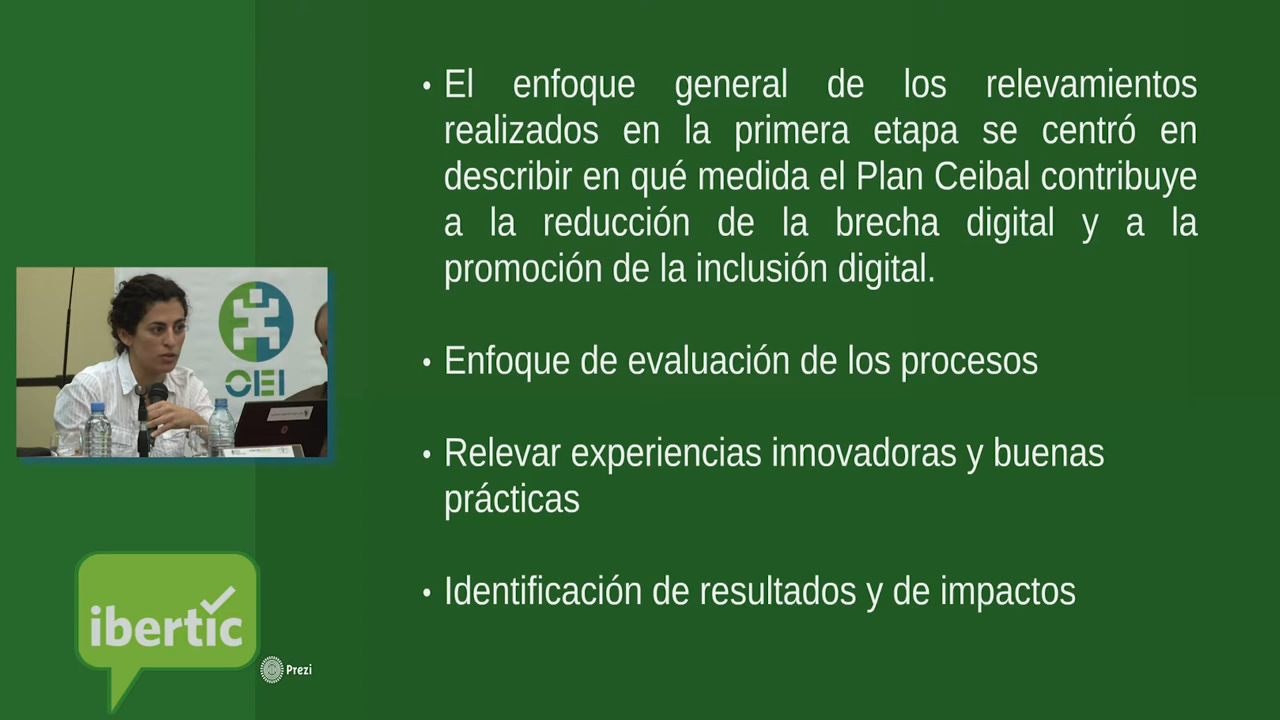 • El enfoque general de los relevamientos
realizados en la primera etapa se centró en
describir en qué medida el Plan Ceibal contribuye
a la reducción de la brecha digital y a la
promoción de la inclusión digital.
• Enfoque de evaluación de los procesos
• Relevar experiencias innovadoras y buenas
prácticas
• Identificación de resultados y de impactos
OEI
ibertic
Prezi